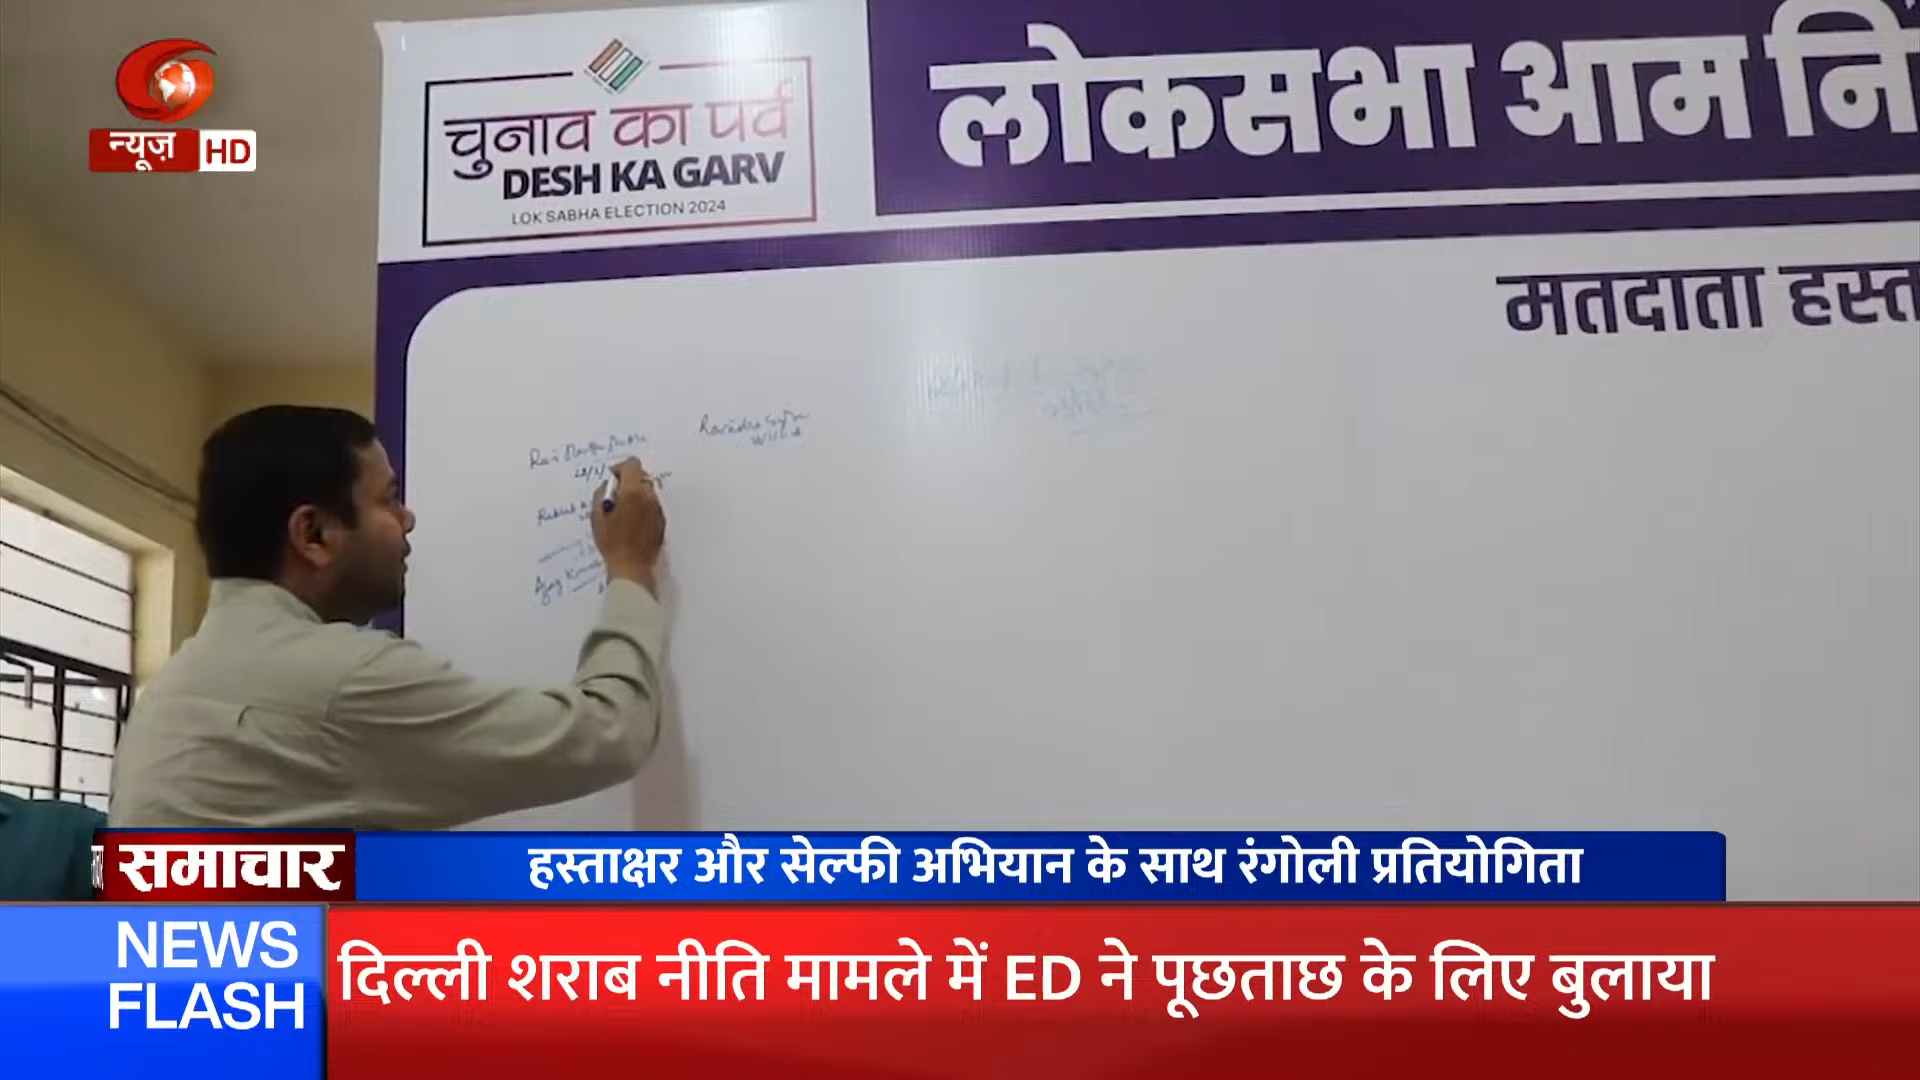 न्यूज़ HD
चुनाव का पर्व
DESH KA GARV
LOK SABHA ELECTION 2024
लोकसभा आम
मतदाता
समाचार
हस्ताक्षर और सेल्फी अभियान के साथ रंगोली प्रतियोगिता
NEWS
FLASH
दिल्ली शराब नीति मामले में ED ने पूछताछ के लिए बुलाया